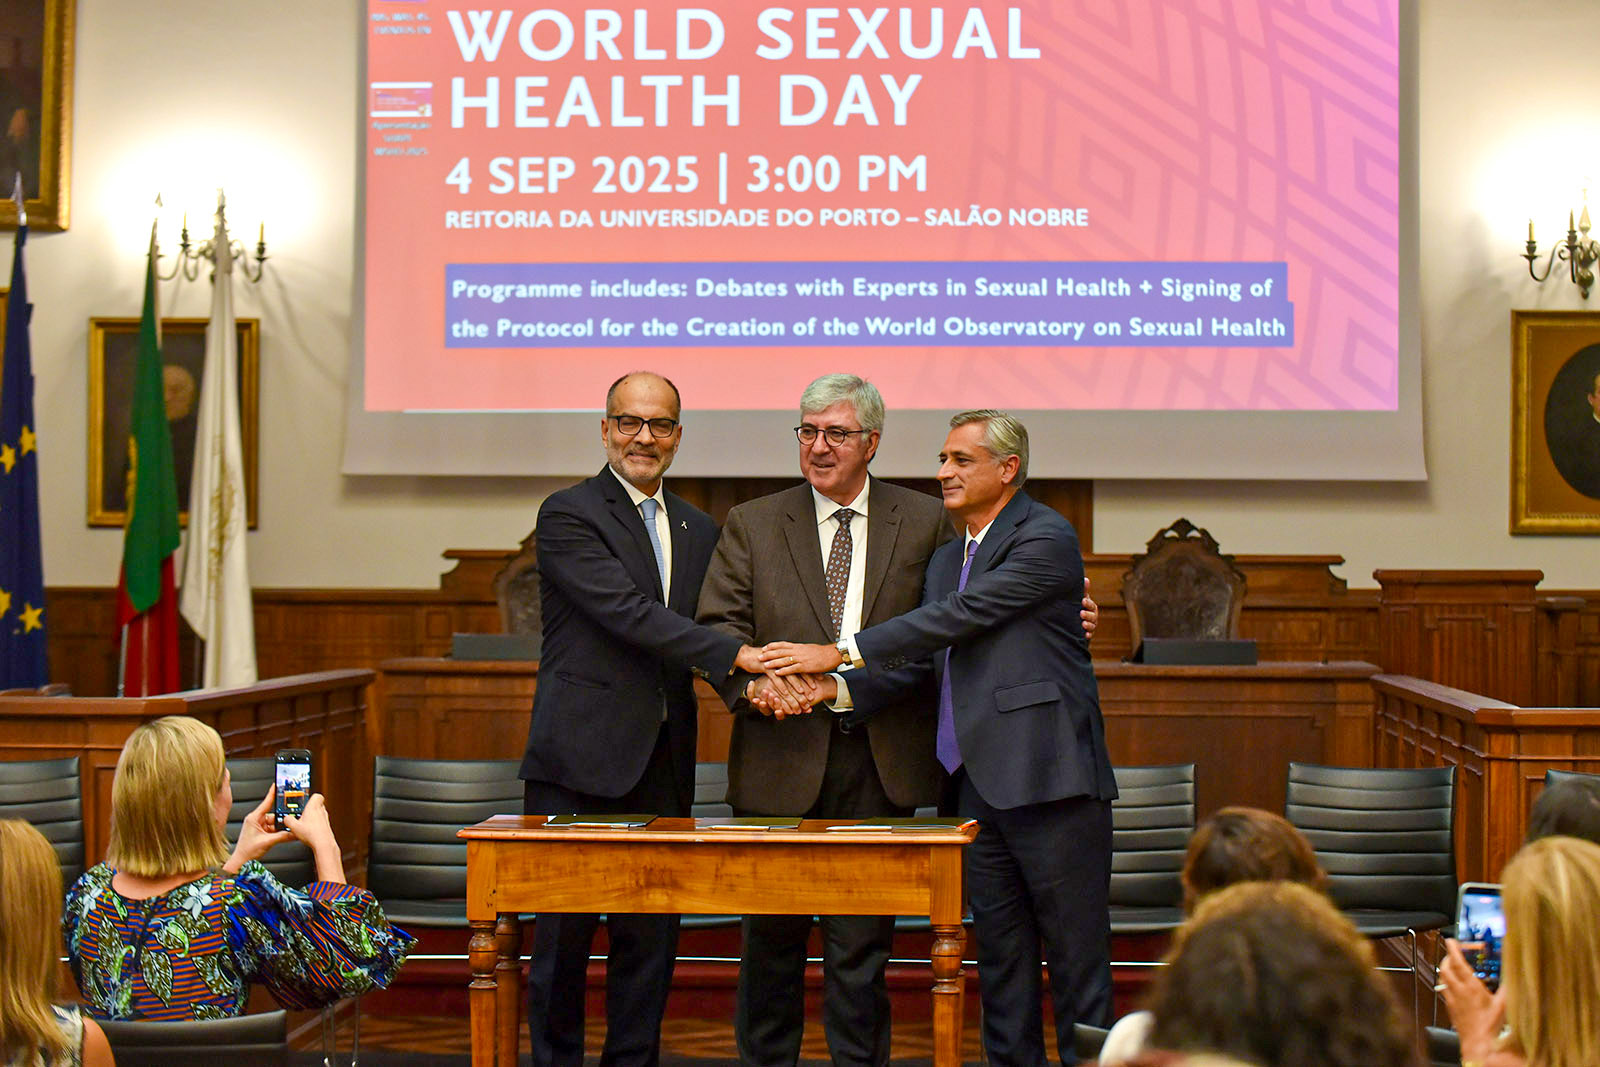 WORLD SEXUAL
HEALTH DAY
4 SEP 2025 | 3:00 PM
REITORIA DA UNIVERSIDADE DO PORTO – SALÃO NOBRE
Programme includes: Debates with Experts in Sexual Health + Signing of
the Protocol for the Creation of the World Observatory on Sexual Health